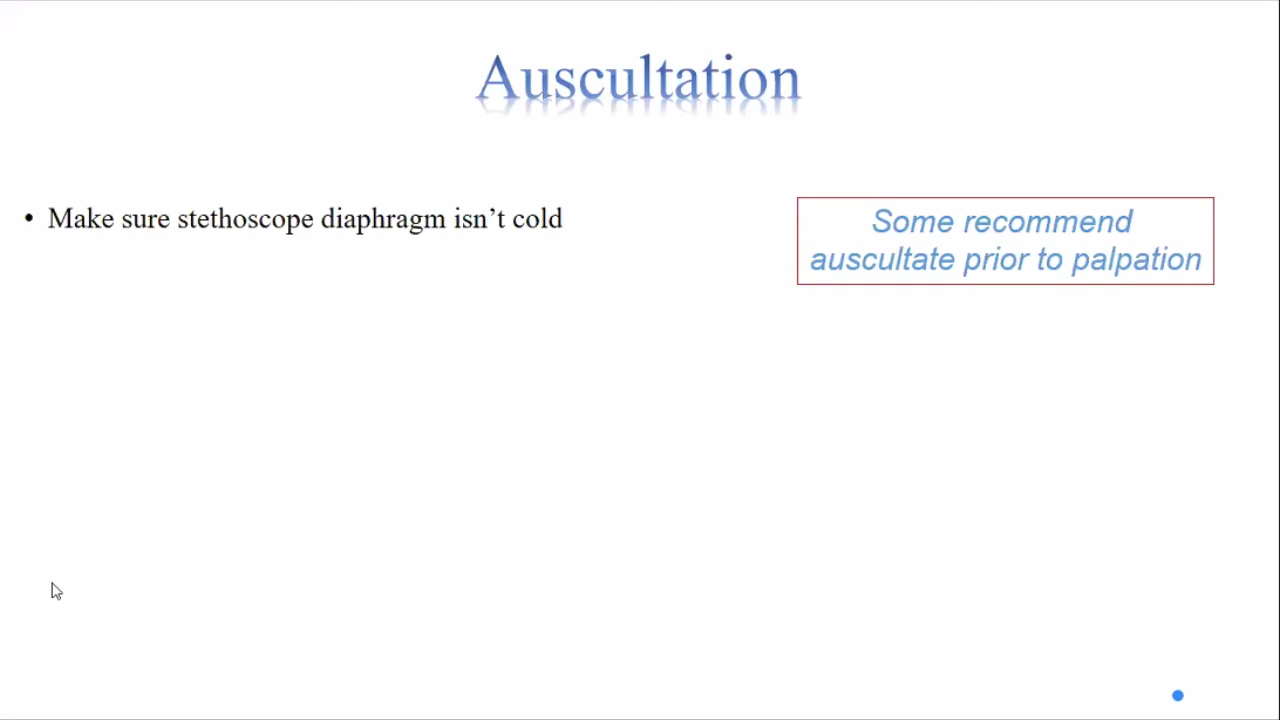 Auscultation
• Make sure stethoscope diaphragm isn’t cold
Some recommend
auscultate prior to palpation